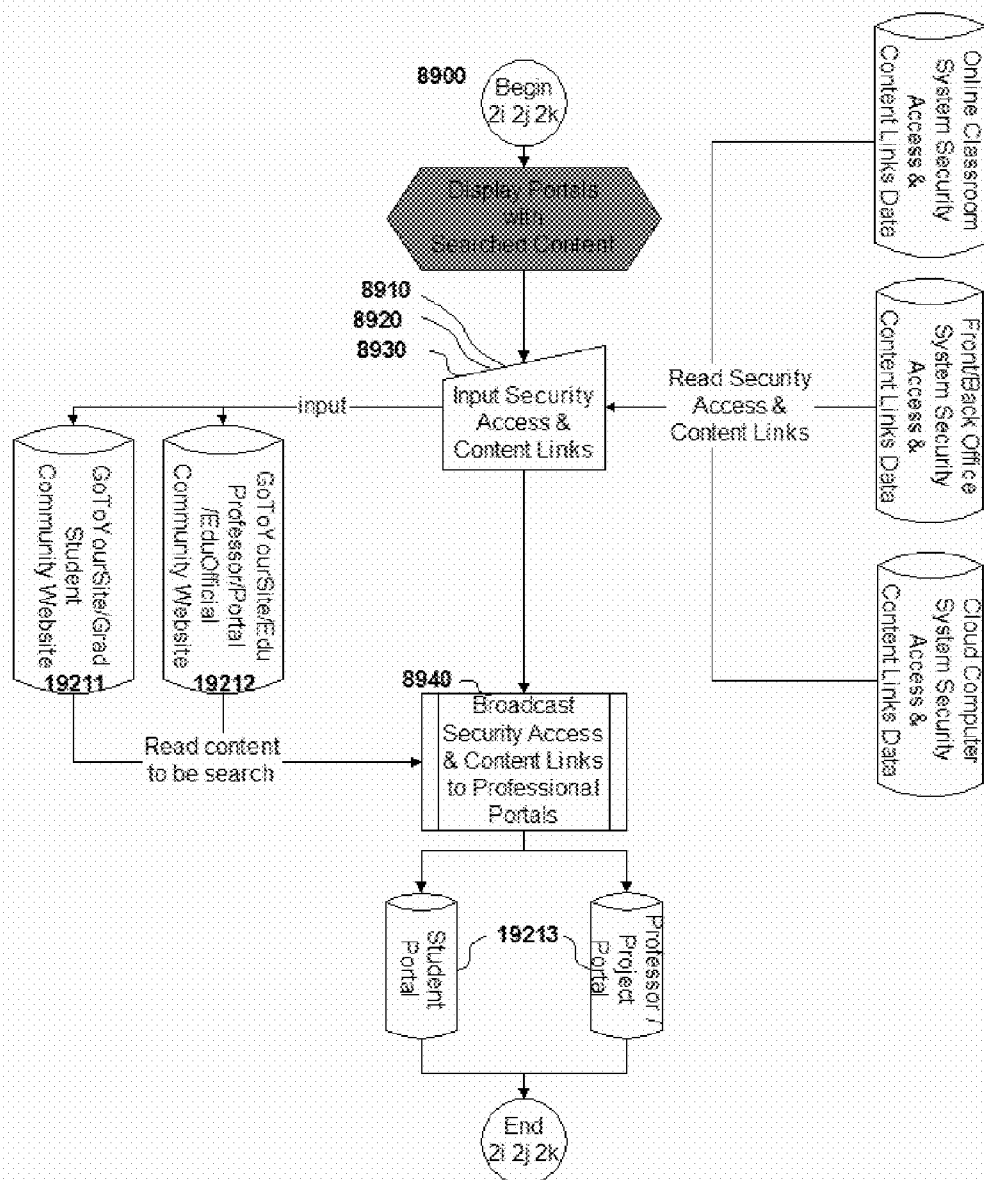 8900
Begin
2i 2j 2k
Display Portals
with
Searched Content
8910
8920
8930
Input Security
Access &
Content Links
input
Read Security
Access &
Content Links
Online Classroom
System Security
Access &
Content Links Data
Front/Back Office
System Security
Access &
Content Links Data
Cloud Computer
System Security
Access &
Content Links Data
GoToYourSite/Grad
Student
Community Website
19211
GoToYourSite/Edu
Professor/Portal
/EduOfficial
Community Website
19212
Read content
to be search
8940
Broadcast
Security Access
& Content Links
to Professional
Portals
Student
Portal
19213
Professor /
Project
Portal
End
2i 2j 2k